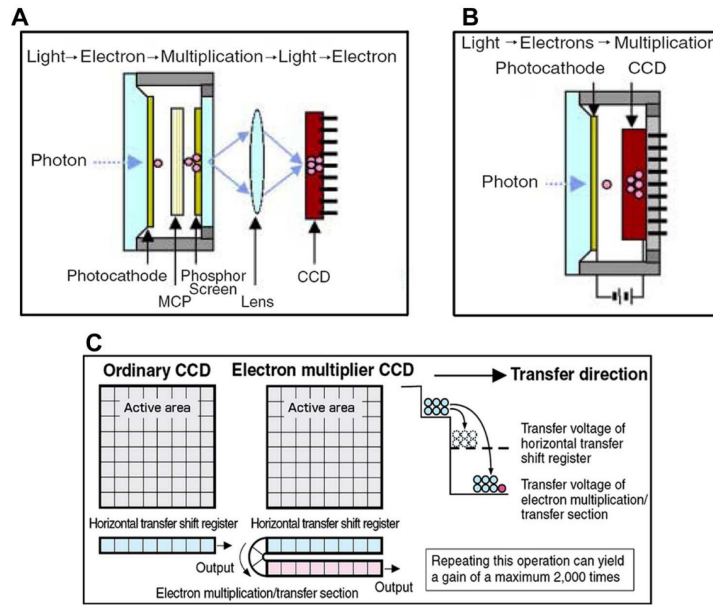 A
Light→Electron→Multiplication→Light→Electron
Photon
Photocathode
MCP
Phosphor
Screen
Lens
CCD
B
Light→Electrons→Multiplication
Photocathode
CCD
Photon
C
Ordinary CCD
Electron multiplier CCD
Transfer direction
Active area
Active area
Transfer voltage of
horizontal transfer
shift register
Transfer voltage of
electron multiplication/
transfer section
Horizontal transfer shift register
Horizontal transfer shift register
Output
Output
Electron multiplication/transfer section
Repeating this operation can yield
a gain of a maximum 2,000 times